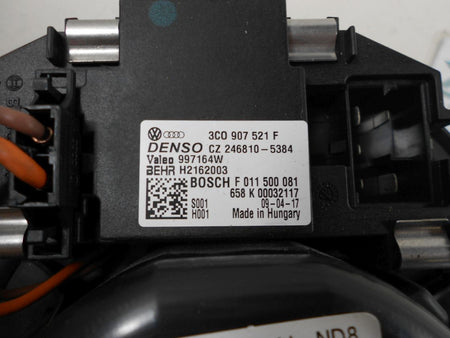 3C0 907 521 F
DENSO CZ 246810-5384
Valeo 997164W
BEHR H2162003
BOSCH F 011 500 081
658 K 00032117
S001 09-04-17
H001 Made in Hungary
ND8